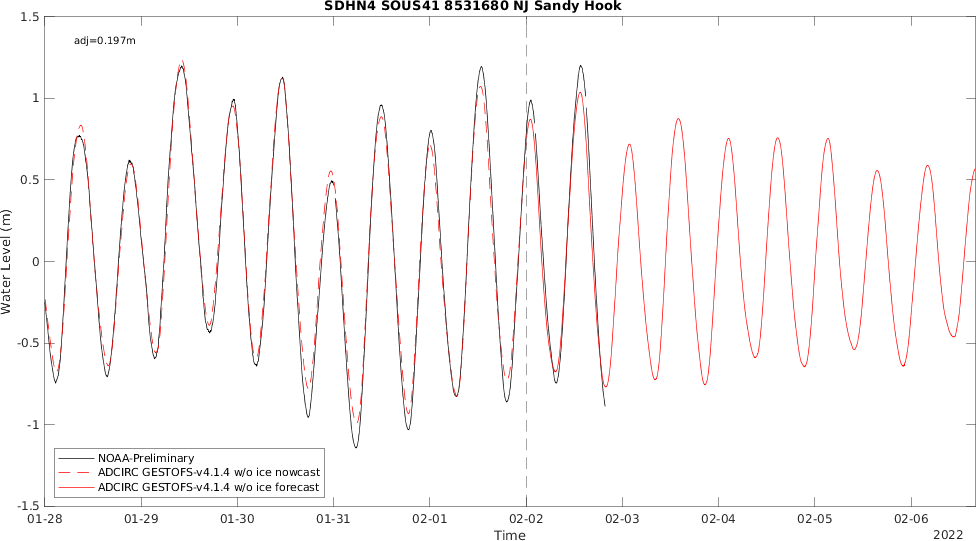 SDHN4 SOUS41 8531680 NJ Sandy Hook
adj=0.197m
1.5
1
0.5
0
-0.5
-1
-1.5
Water Level (m)
NOAA-Preliminary
ADCIRC GESTOFS-v4.1.4 w/o ice nowcast
ADCIRC GESTOFS-v4.1.4 w/o ice forecast
01-28 01-29 01-30 01-31 02-01 02-02 02-03 02-04 02-05 02-06
Time
2022